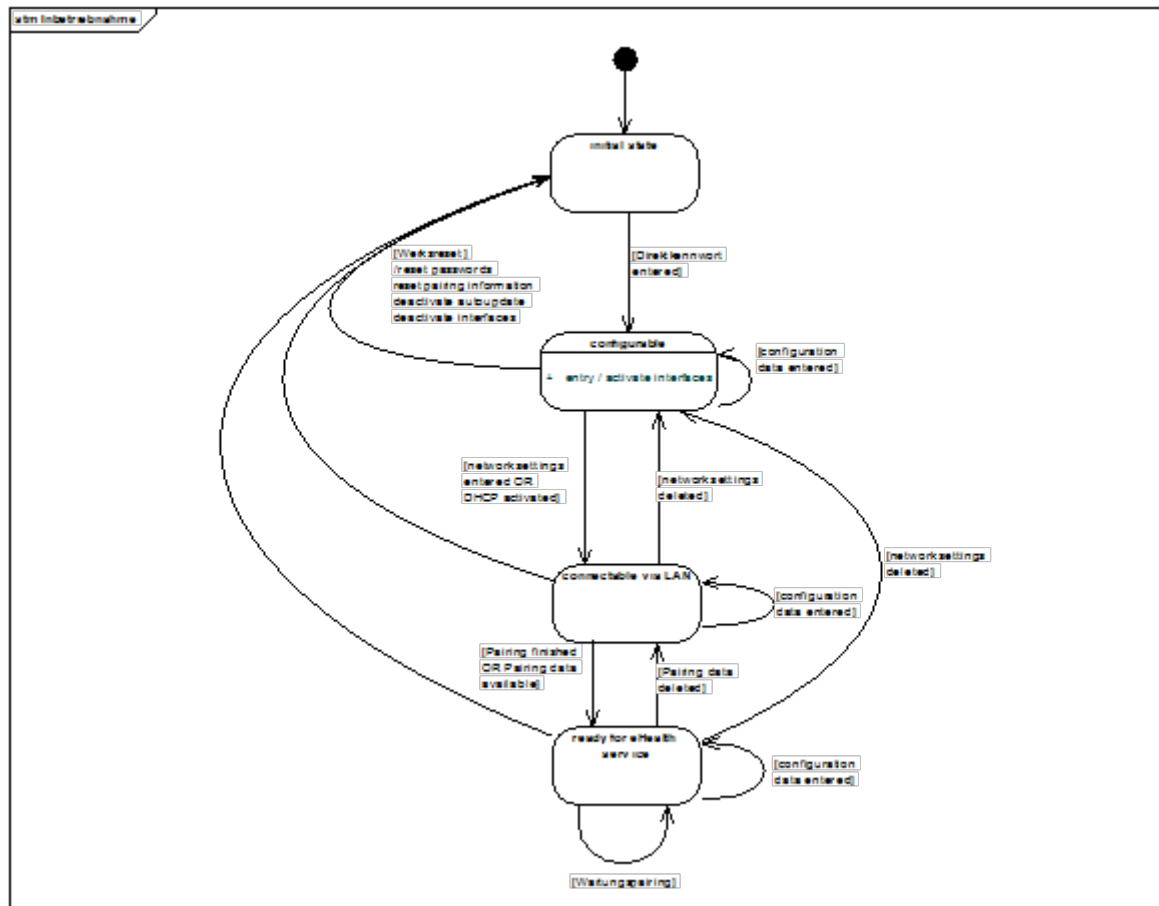 stm Inbetriebnahme
initial state
[Werksreset]
/reset passwords
reset pairing information
deactivate autoupdate
deactivate interfaces
[Direktkennwort
entered]
configurable
+ entry / activate interfaces
[configuration
data entered]
[networksettings
entered OR
DHCP activated]
[networksettings
deleted]
[networksettings
deleted]
connectable via LAN
[configuration
data entered]
[Pairing finished
OR Pairing data
available]
[Pairing data
deleted]
ready for eHealth
service
[configuration
data entered]
[Wartungspairing]